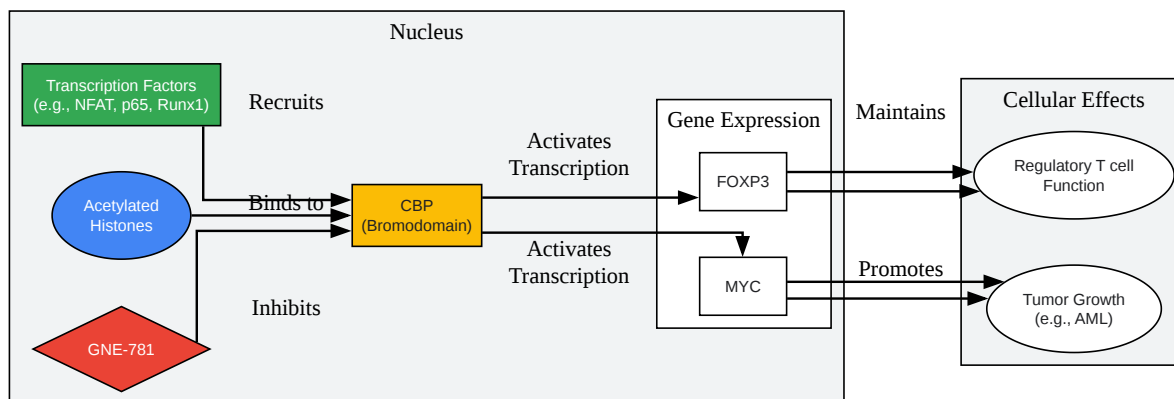 Nucleus
Transcription Factors
(e.g., NFAT, p65, Runx1)
Recruits
Acetylated
Histones
Binds to
GNE-781
Inhibits
CBP
(Bromodomain)
Activates
Transcription
Activates
Transcription
Gene Expression
FOXP3
MYC
Maintains
Promotes
Cellular Effects
Regulatory T cell
Function
Tumor Growth
(e.g., AML)